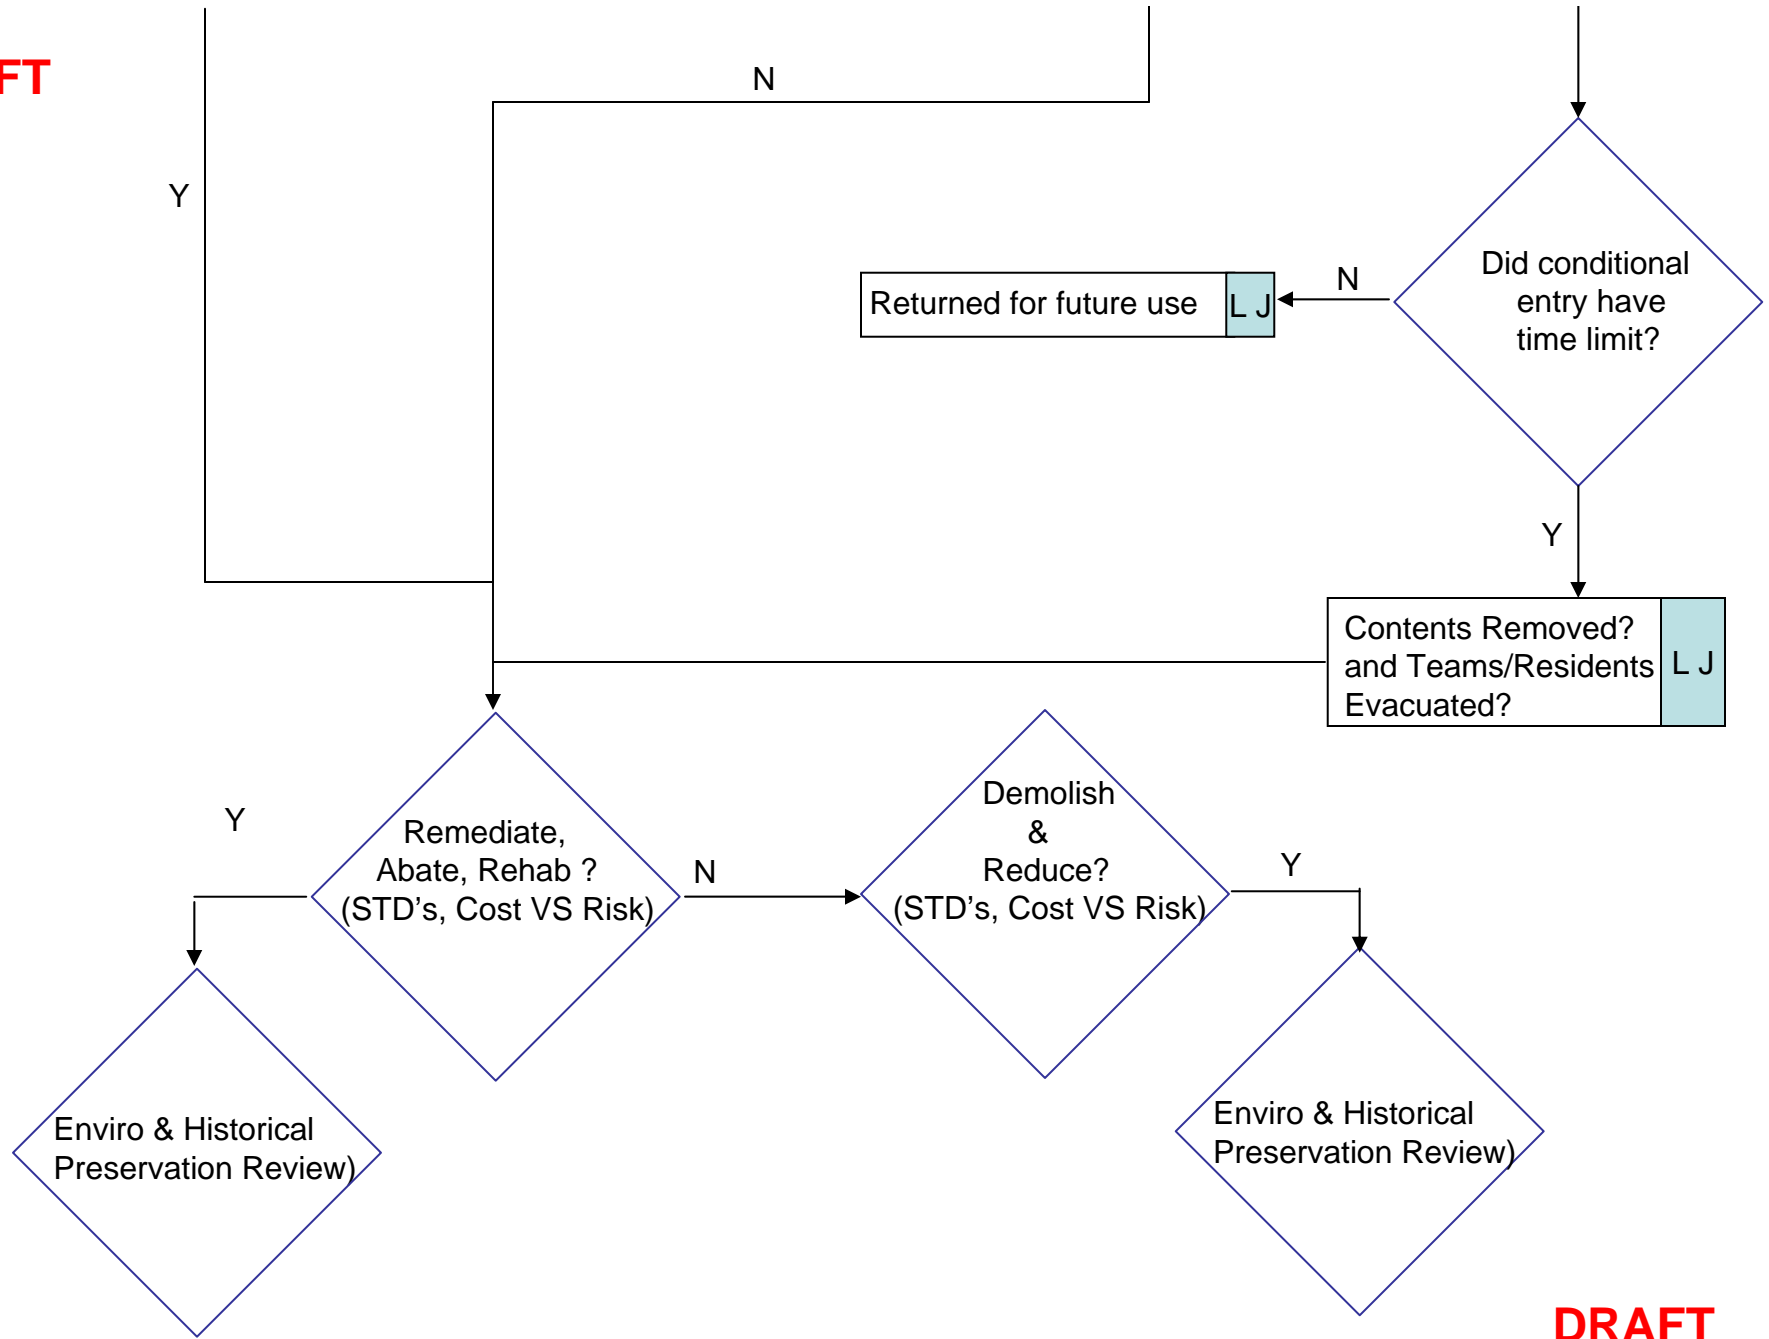 FT
N
Y
Did conditional
entry have
time limit?
N
Returned for future use
L J
Y
Contents Removed?
and Teams/Residents
Evacuated?
L J
Y
Remediate,
Abate, Rehab ?
(STD’s, Cost VS Risk)
N
Demolish
&
Reduce?
(STD’s, Cost VS Risk)
Y
Enviro & Historical
Preservation Review)
Enviro & Historical
Preservation Review)
DRAFT